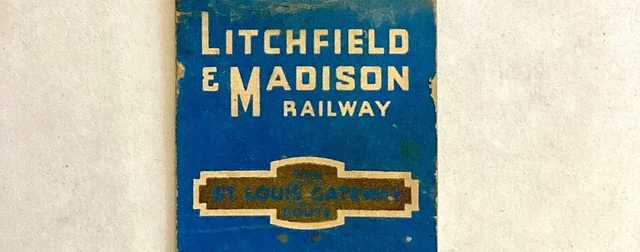 LITCHFIELD
& MADISON
RAILWAY
THE
ST. LOUIS GATEWAY
ROUTE